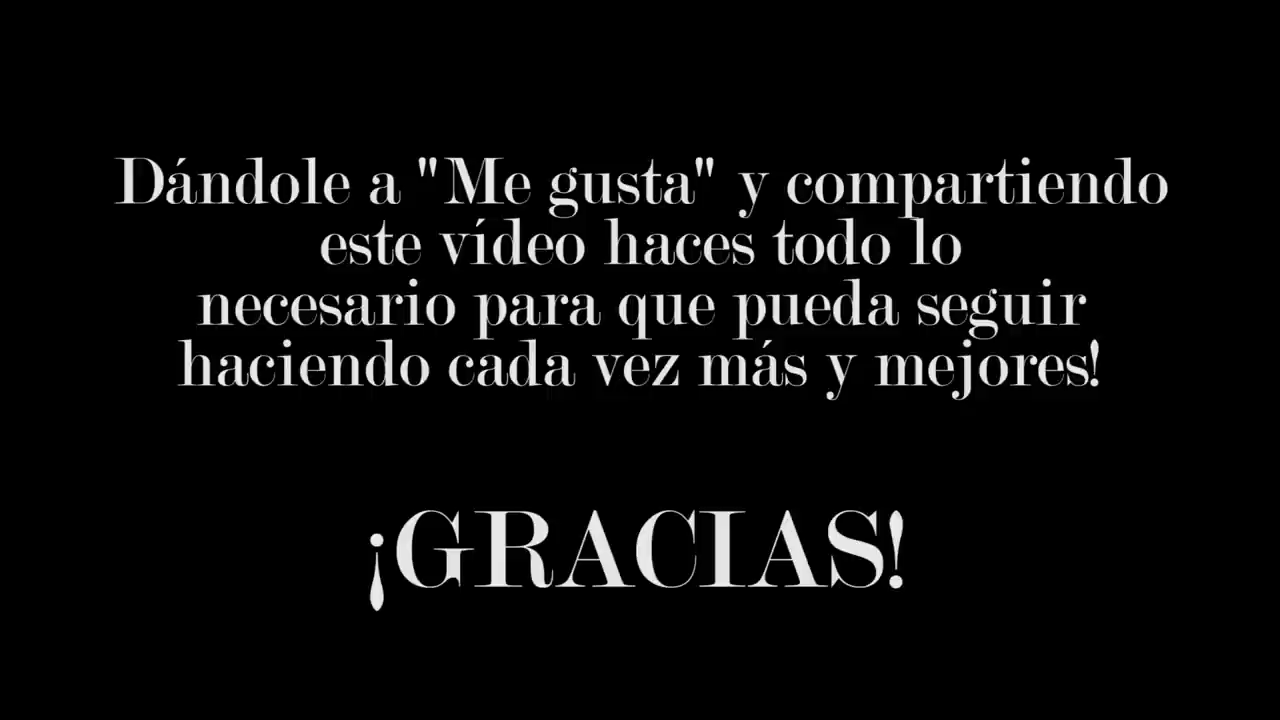 Dándole a "Me gusta" y compartiendo
este vídeo haces todo lo
necesario para que pueda seguir
haciendo cada vez más y mejores!
¡GRACIAS!